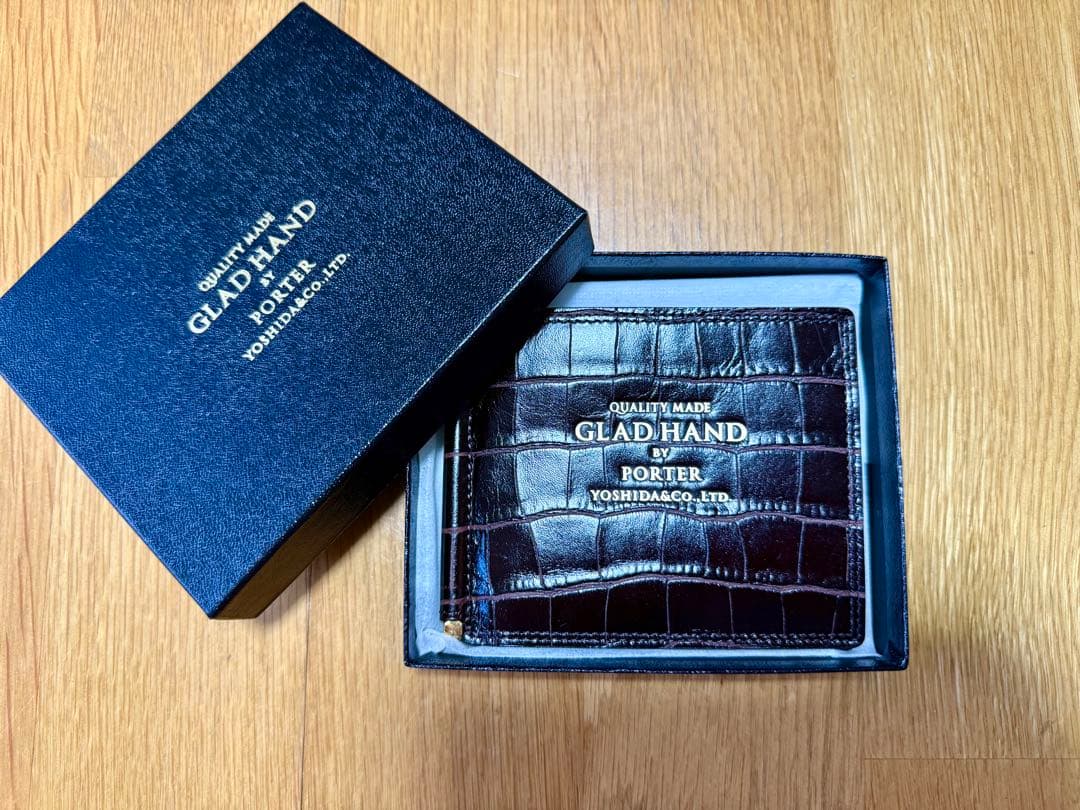 QUALITY MADE
GLAD HAND
BY
PORTER
YOSHIDA&CO.,LTD.
QUALITY MADE
GLAD HAND
BY
PORTER
YOSHIDA&CO.,LTD.